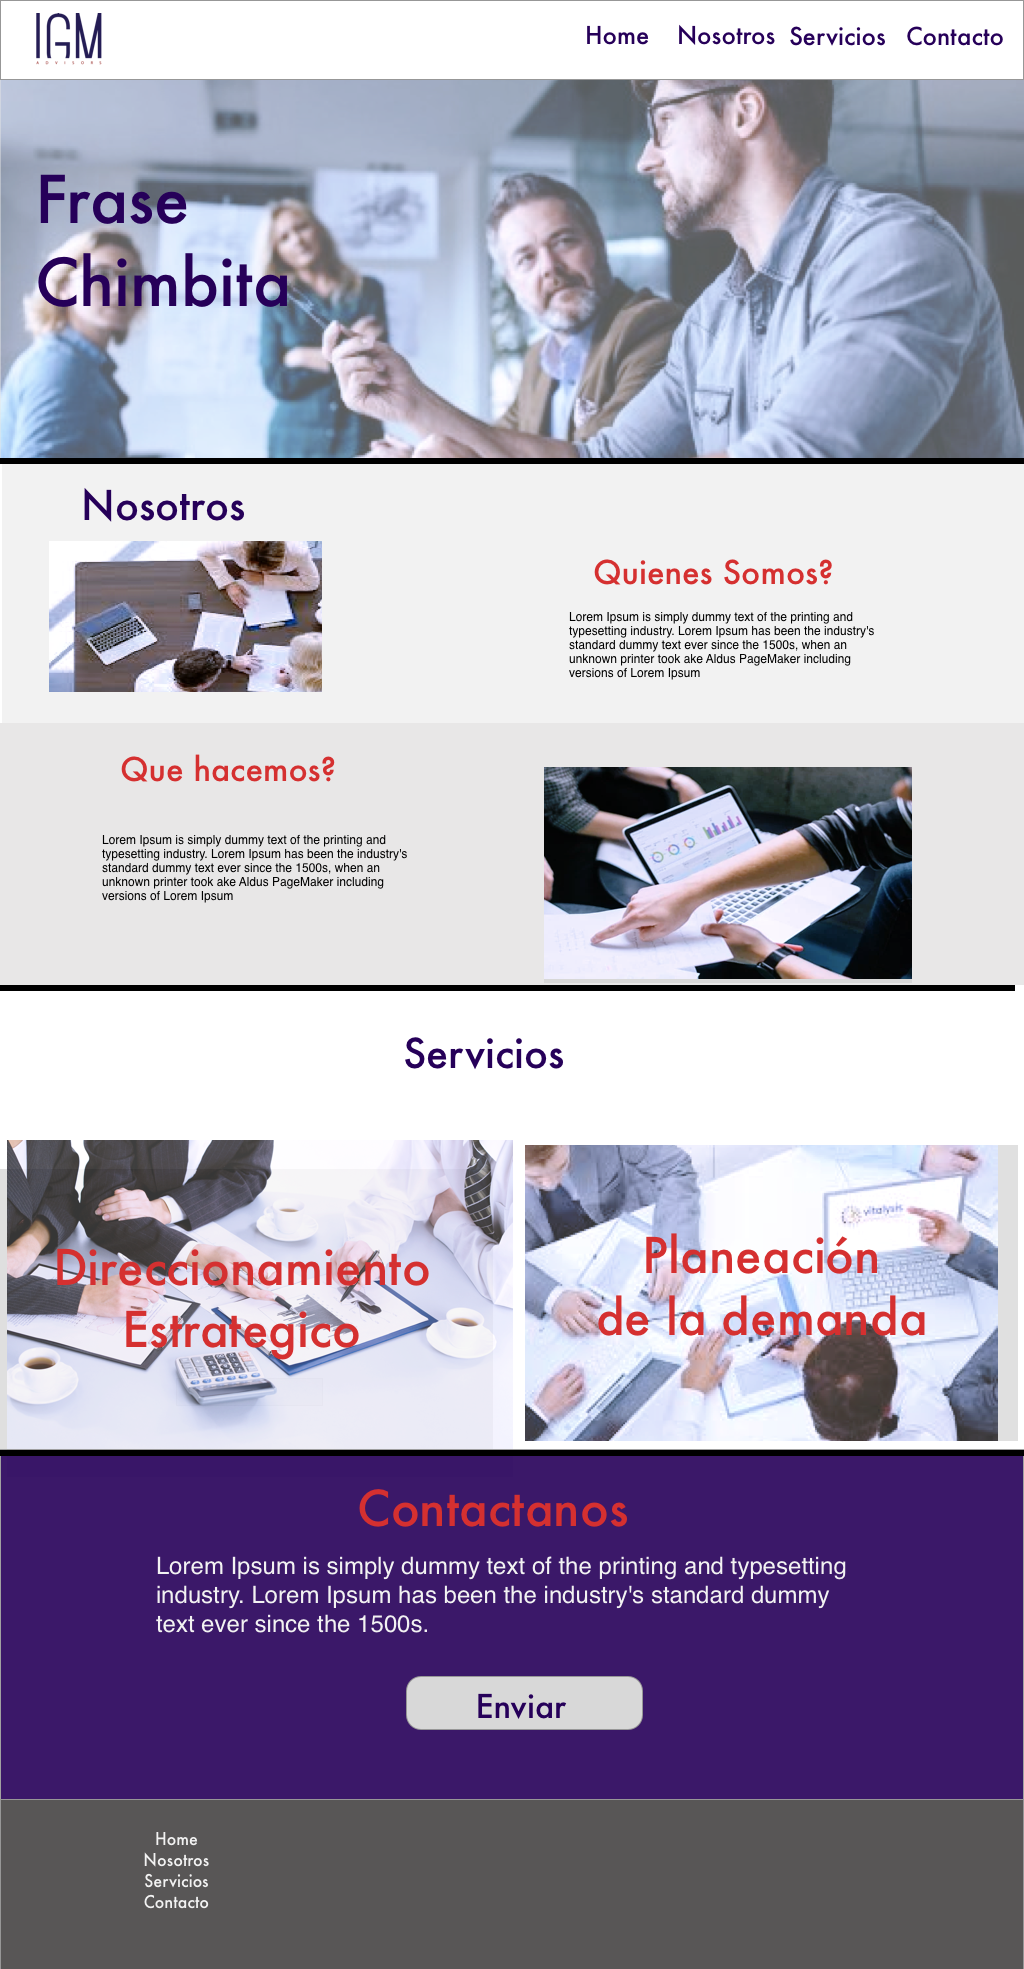 IGM
ADVISORS
Home Nosotros Servicios Contacto
Frase
Chimbita
Nosotros
Quienes Somos?
Lorem Ipsum is simply dummy text of the printing and
typesetting industry. Lorem Ipsum has been the industry's
standard dummy text ever since the 1500s, when an
unknown printer took ake Aldus PageMaker including
versions of Lorem Ipsum
Que hacemos?
Lorem Ipsum is simply dummy text of the printing and
typesetting industry. Lorem Ipsum has been the industry's
standard dummy text ever since the 1500s, when an
unknown printer took ake Aldus PageMaker including
versions of Lorem Ipsum
Servicios
Direccionamiento
Estrategico
vitalysis
Planeación
de la demanda
Contactanos
Lorem Ipsum is simply dummy text of the printing and typesetting
industry. Lorem Ipsum has been the industry's standard dummy
text ever since the 1500s.
Enviar
Home
Nosotros
Servicios
Contacto